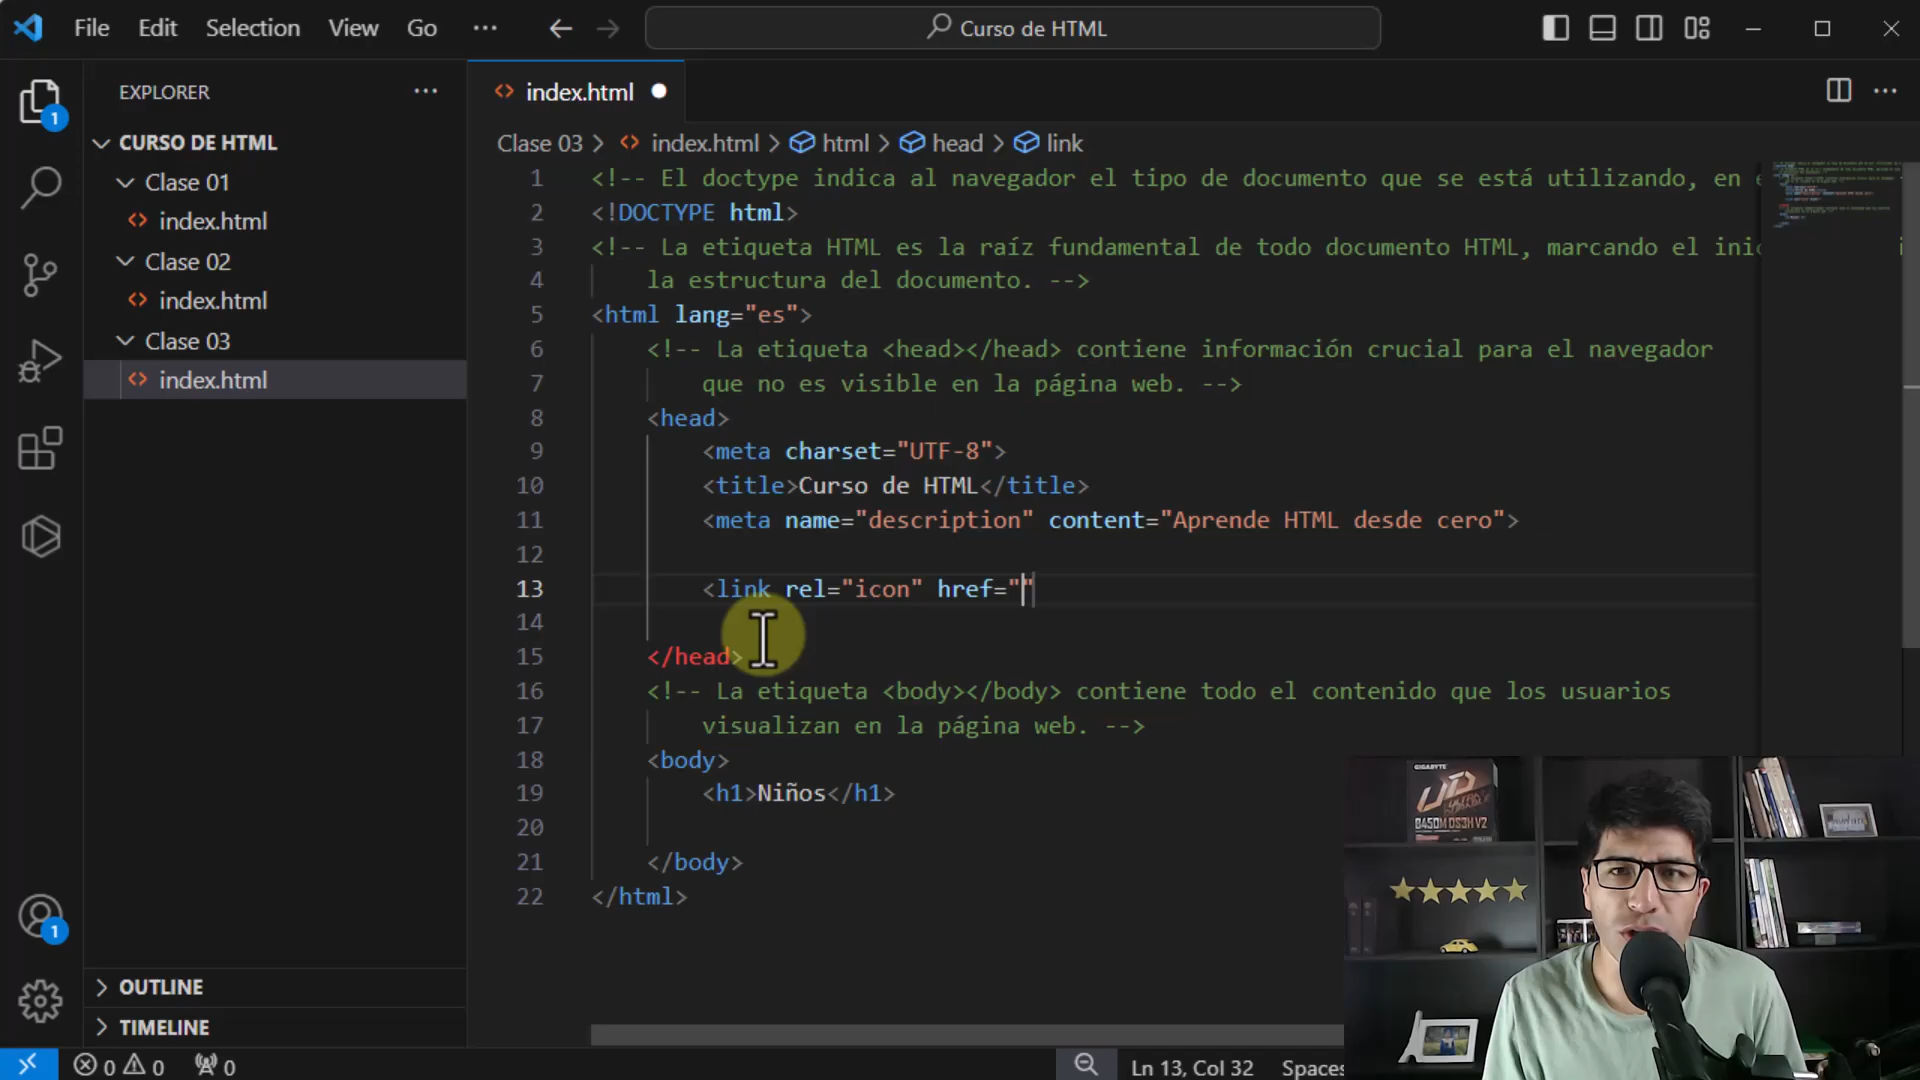 File Edit Selection View Go ··· Curso de HTML
EXPLORER ···
CURSO DE HTML
Clase 01
index.html
Clase 02
index.html
Clase 03
index.html
OUTLINE
TIMELINE
1
1
index.html
Clase 03 > index.html > html > head > link
1 <!-- El doctype indica al navegador el tipo de documento que se está utilizando, en
2 <!DOCTYPE html>
3 <!-- La etiqueta HTML es la raíz fundamental de todo documento HTML, marcando el
4 la estructura del documento. -->
5 <html lang="es">
6 <!-- La etiqueta <head></head> contiene información crucial para el navegador
7 que no es visible en la página web. -->
8 <head>
9 <meta charset="UTF-8">
10 <title>Curso de HTML</title>
11 <meta name="description" content="Aprende HTML desde cero">
12
13 <link rel="icon" href=""
14
15 </head>
16 <!-- La etiqueta <body></body> contiene todo el contenido que los usuarios
17 visualizan en la página web. -->
18 <body>
19 <h1>Niños</h1>
20
21 </body>
22 </html>
GIGABYTE
UD
B450M DS3H V2
0 0 0 Ln 13, Col 32 Spaces